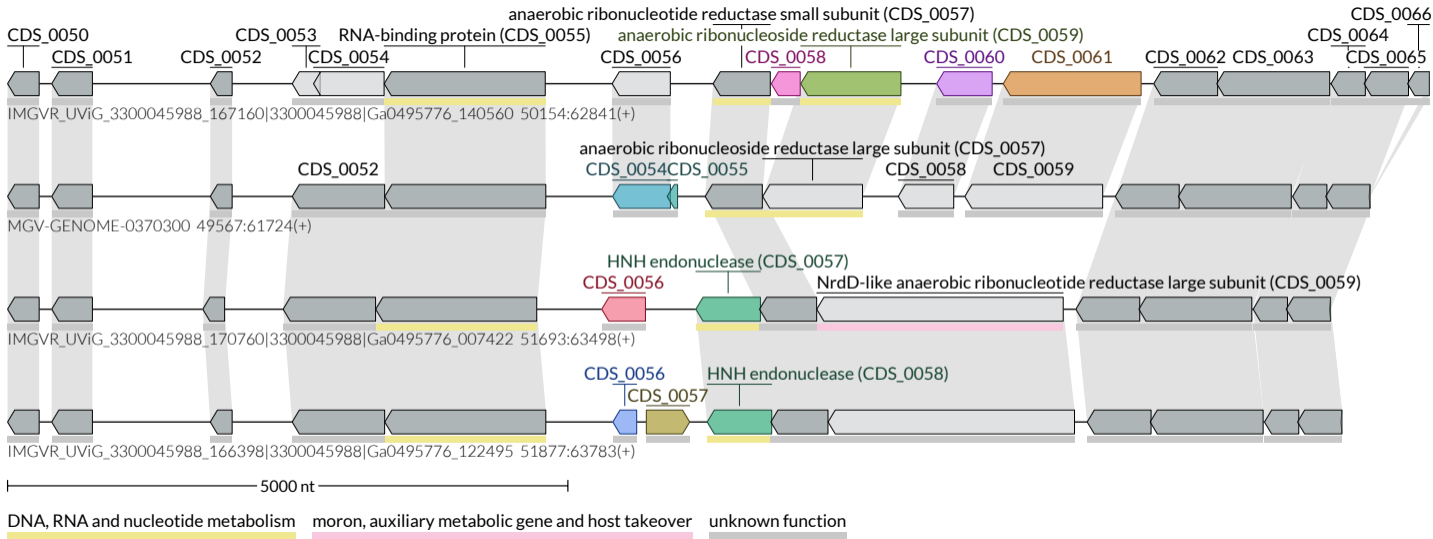 anaerobic ribonucleotide reductase small subunit (CDS_0057)
CDS_0066
CDS_0050
CDS_0053
RNA-binding protein (CDS_0055)
anaerobic ribonucleoside reductase large subunit (CDS_0059)
CDS_0064
CDS_0051
CDS_0052
CDS_0054
CDS_0056
CDS_0058
CDS_0060
CDS_0061
CDS_0062
CDS_0063
CDS_0065
IMGVR_UViG_3300045988_167160|3300045988|Ga0495776_140560 50154:62841(+)
anaerobic ribonucleoside reductase large subunit (CDS_0057)
CDS_0052
CDS_0054
CDS_0055
CDS_0058
CDS_0059
MGV-GENOME-0370300 49567:61724(+)
HNH endonuclease (CDS_0057)
CDS_0056
NrdD-like anaerobic ribonucleotide reductase large subunit (CDS_0059)
IMGVR_UViG_3300045988_170760|3300045988|Ga0495776_007422 51693:63498(+)
CDS_0056
HNH endonuclease (CDS_0058)
CDS_0057
IMGVR_UViG_3300045988_166398|3300045988|Ga0495776_122495 51877:63783(+)
5000 nt
DNA, RNA and nucleotide metabolism
moron, auxiliary metabolic gene and host takeover
unknown function